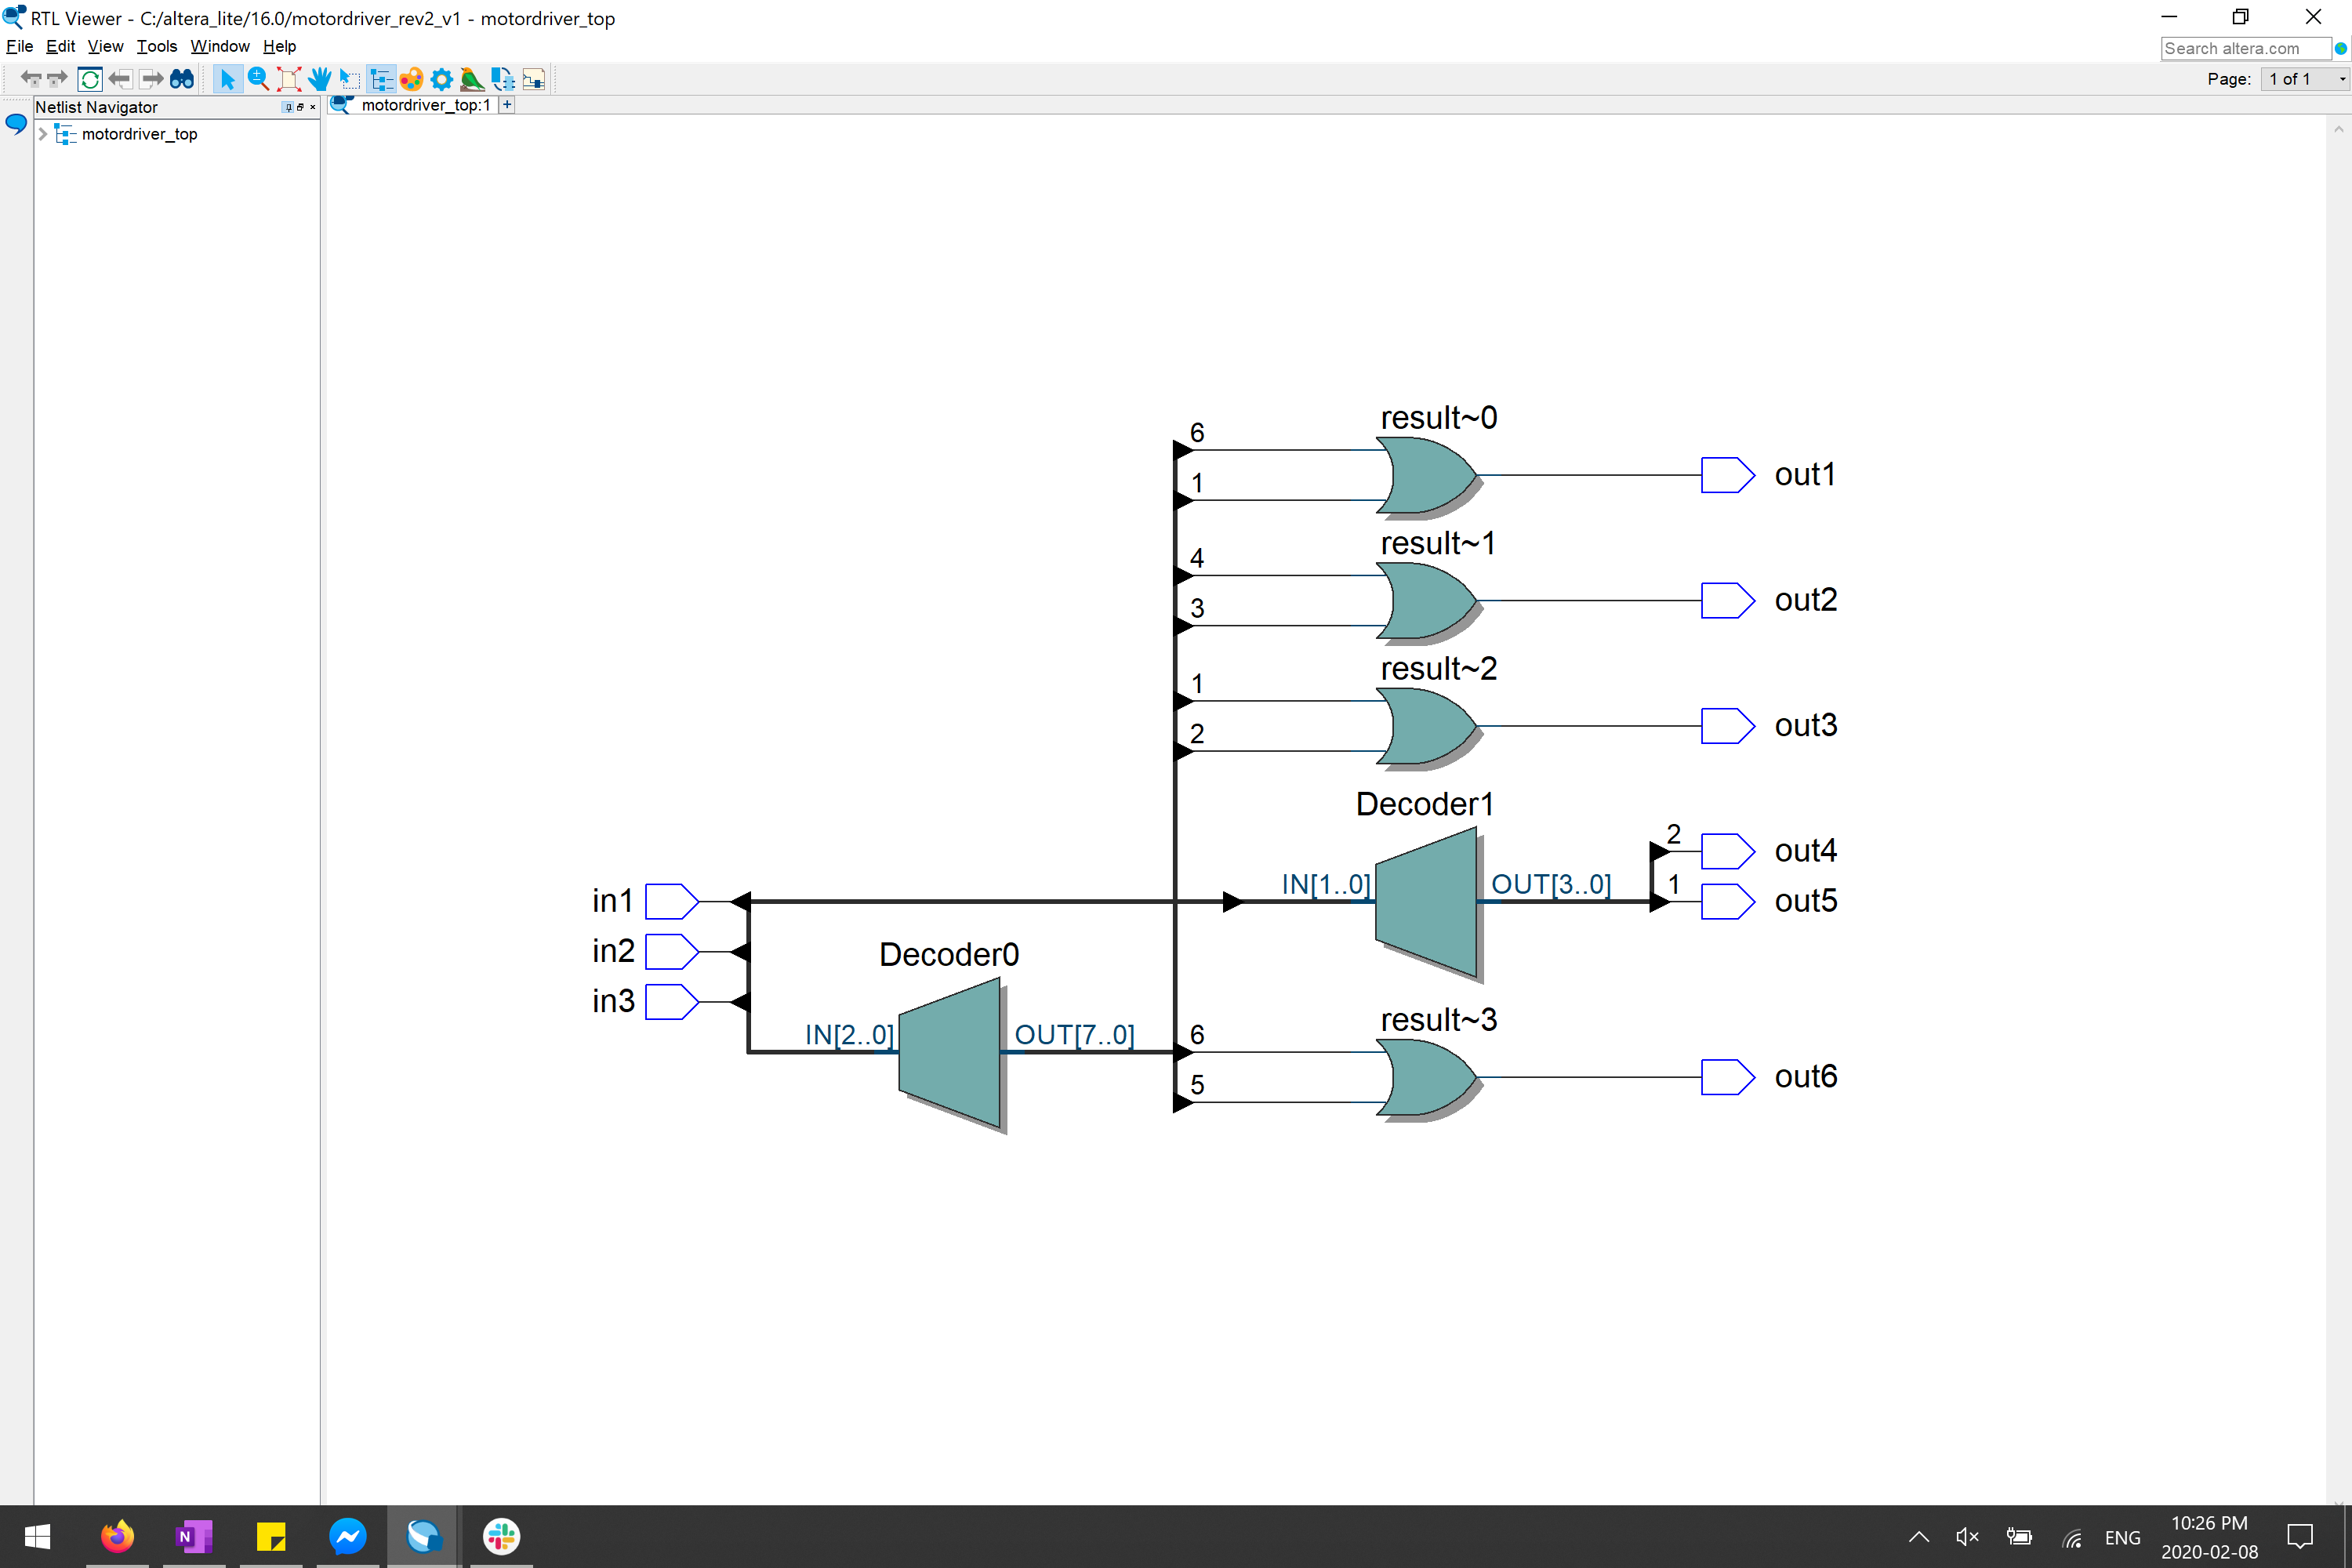 RTL Viewer - C:/altera_lite/16.0/motordriver_rev2_v1 - motordriver_top
File Edit View Tools Window Help
Search altera.com
Page: 1 of 1
Netlist Navigator
motordriver_top:1
motordriver_top
result~0
6
1
out1
result~1
4
3
out2
result~2
1
2
out3
Decoder1
IN[1..0]
OUT[3..0]
2
out4
1
out5
in1
in2
in3
Decoder0
IN[2..0]
OUT[7..0]
result~3
6
5
out6
N
ENG
10:26 PM
2020-02-08